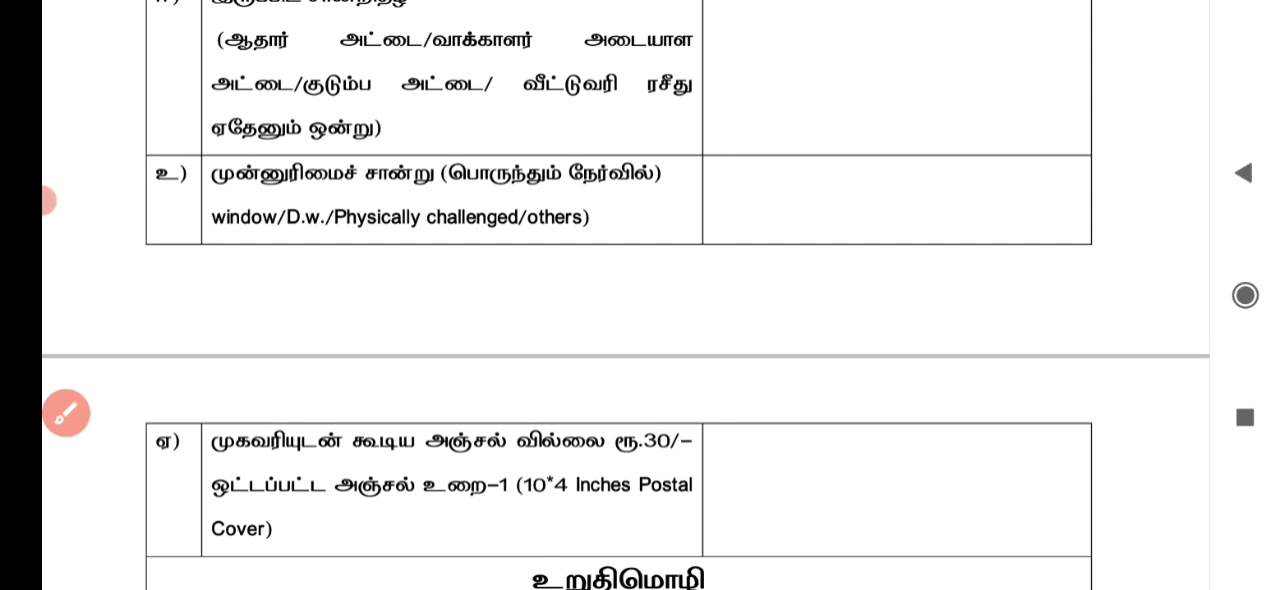 (ஆதார் அட்டை/வாக்காளர் அடையாள
அட்டை/குடும்ப அட்டை/ வீட்டுவரி ரசீது
ஏதேனும் ஒன்று)
உ) முன்னுரிமைச் சான்று (பொருந்தும் நேர்வில்)
window/D.w./Physically challenged/others)
ஏ) முகவரியுடன் கூடிய அஞ்சல் வில்லை ரூ.30/-
ஒட்டப்பட்ட அஞ்சல் உறை-1 (10*4 Inches Postal
Cover)
உறுதிமொழி